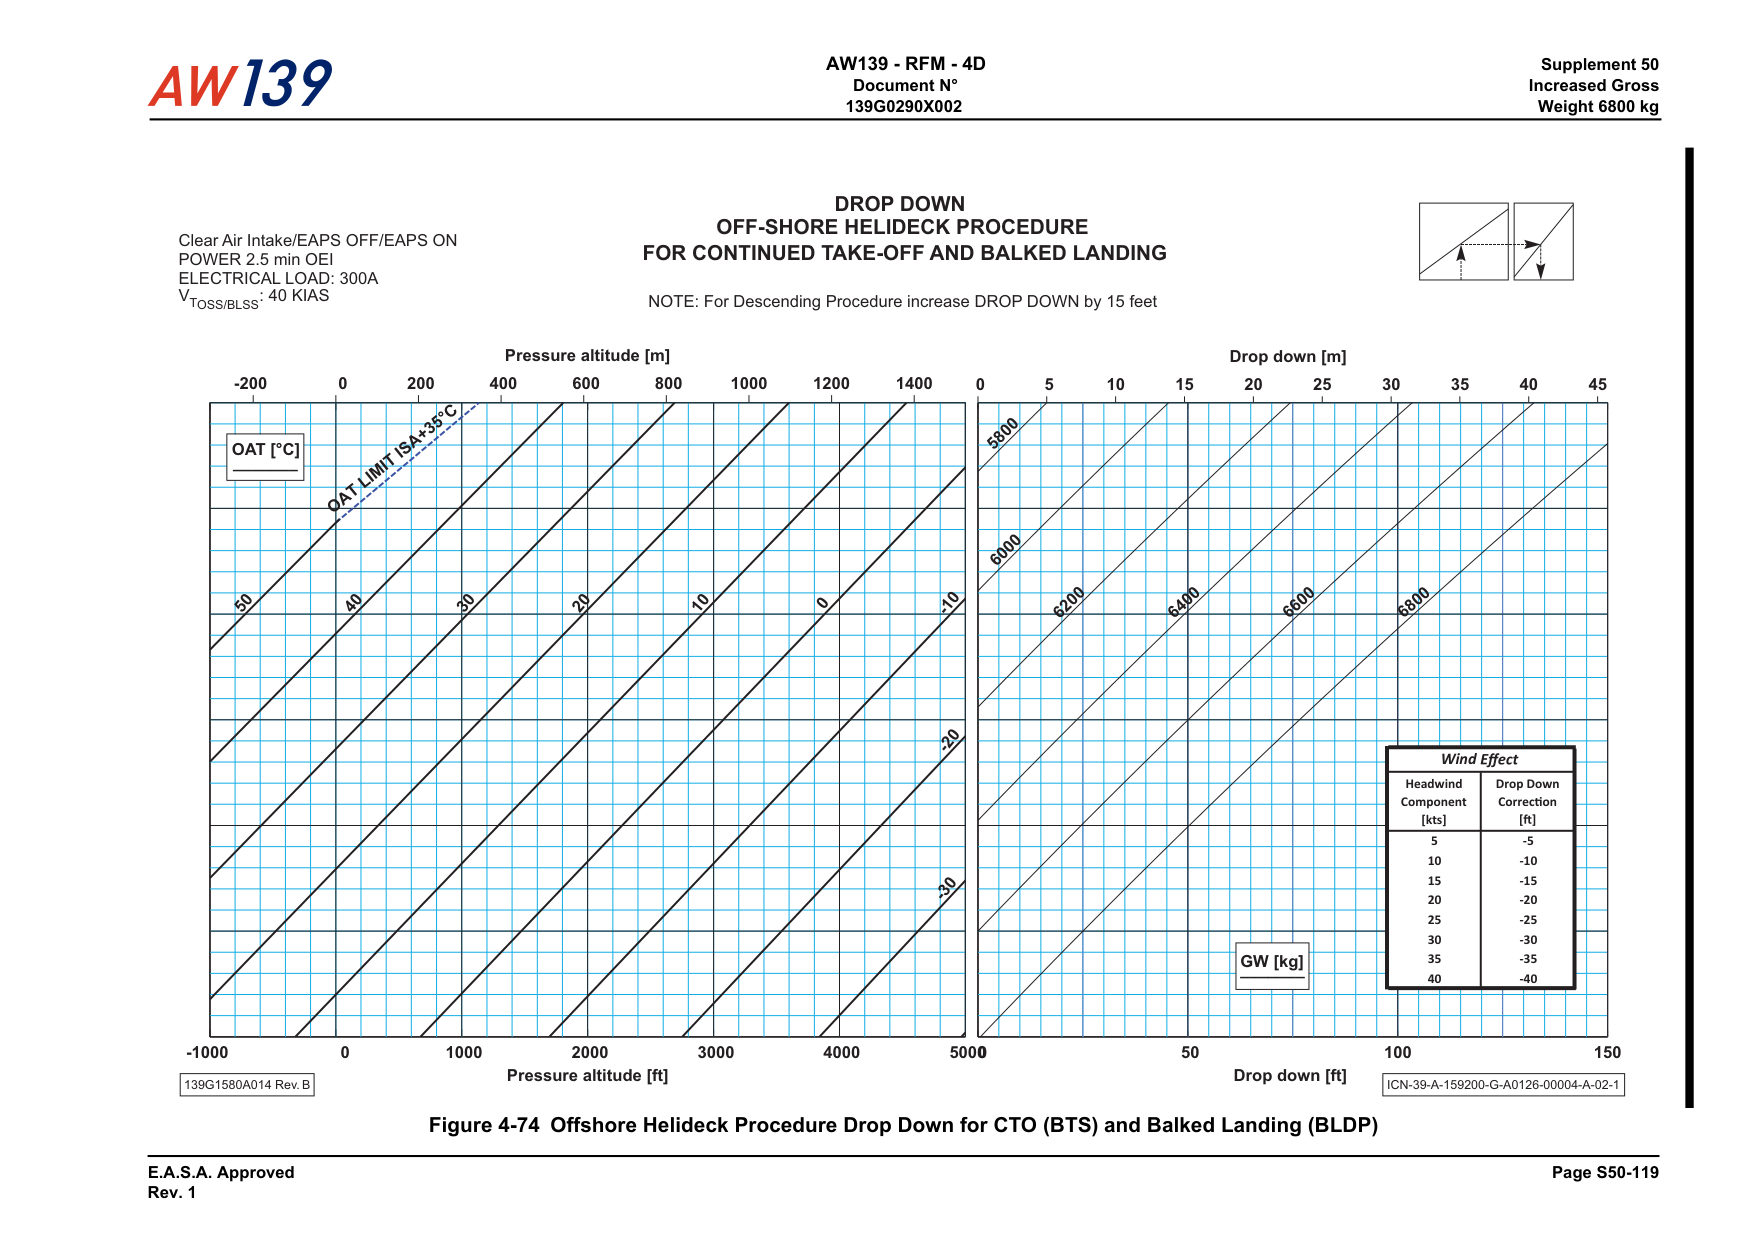 AW139
AW139 - RFM - 4D
Document N°
139G0290X002
Supplement 50
Increased Gross
Weight 6800 kg
DROP DOWN
OFF-SHORE HELIDECK PROCEDURE
FOR CONTINUED TAKE-OFF AND BALKED LANDING
Clear Air Intake/EAPS OFF/EAPS ON
POWER 2.5 min OEI
ELECTRICAL LOAD: 300A
VTOSS/BLSS: 40 KIAS
NOTE: For Descending Procedure increase DROP DOWN by 15 feet
Pressure altitude [m]
-200 0 200 400 600 800 1000 1200 1400
Drop down [m]
0 5 10 15 20 25 30 35 40 45
OAT [°C]
OAT LIMIT ISA+35°C
50 40 30 20 10 0 -10
-20
-30
5800
6000
6200 6400 6600 6800
Wind Effect
Headwind Component [kts] Drop Down Correction [ft]
5 -5
10 -10
15 -15
20 -20
25 -25
30 -30
35 -35
40 -40
GW [kg]
-1000 0 1000 2000 3000 4000 5000
0 50 100 150
Pressure altitude [ft]
Drop down [ft]
139G1580A014 Rev. B
ICN-39-A-159200-G-A0126-00004-A-02-1
Figure 4-74 Offshore Helideck Procedure Drop Down for CTO (BTS) and Balked Landing (BLDP)
E.A.S.A. Approved
Rev. 1
Page S50-119